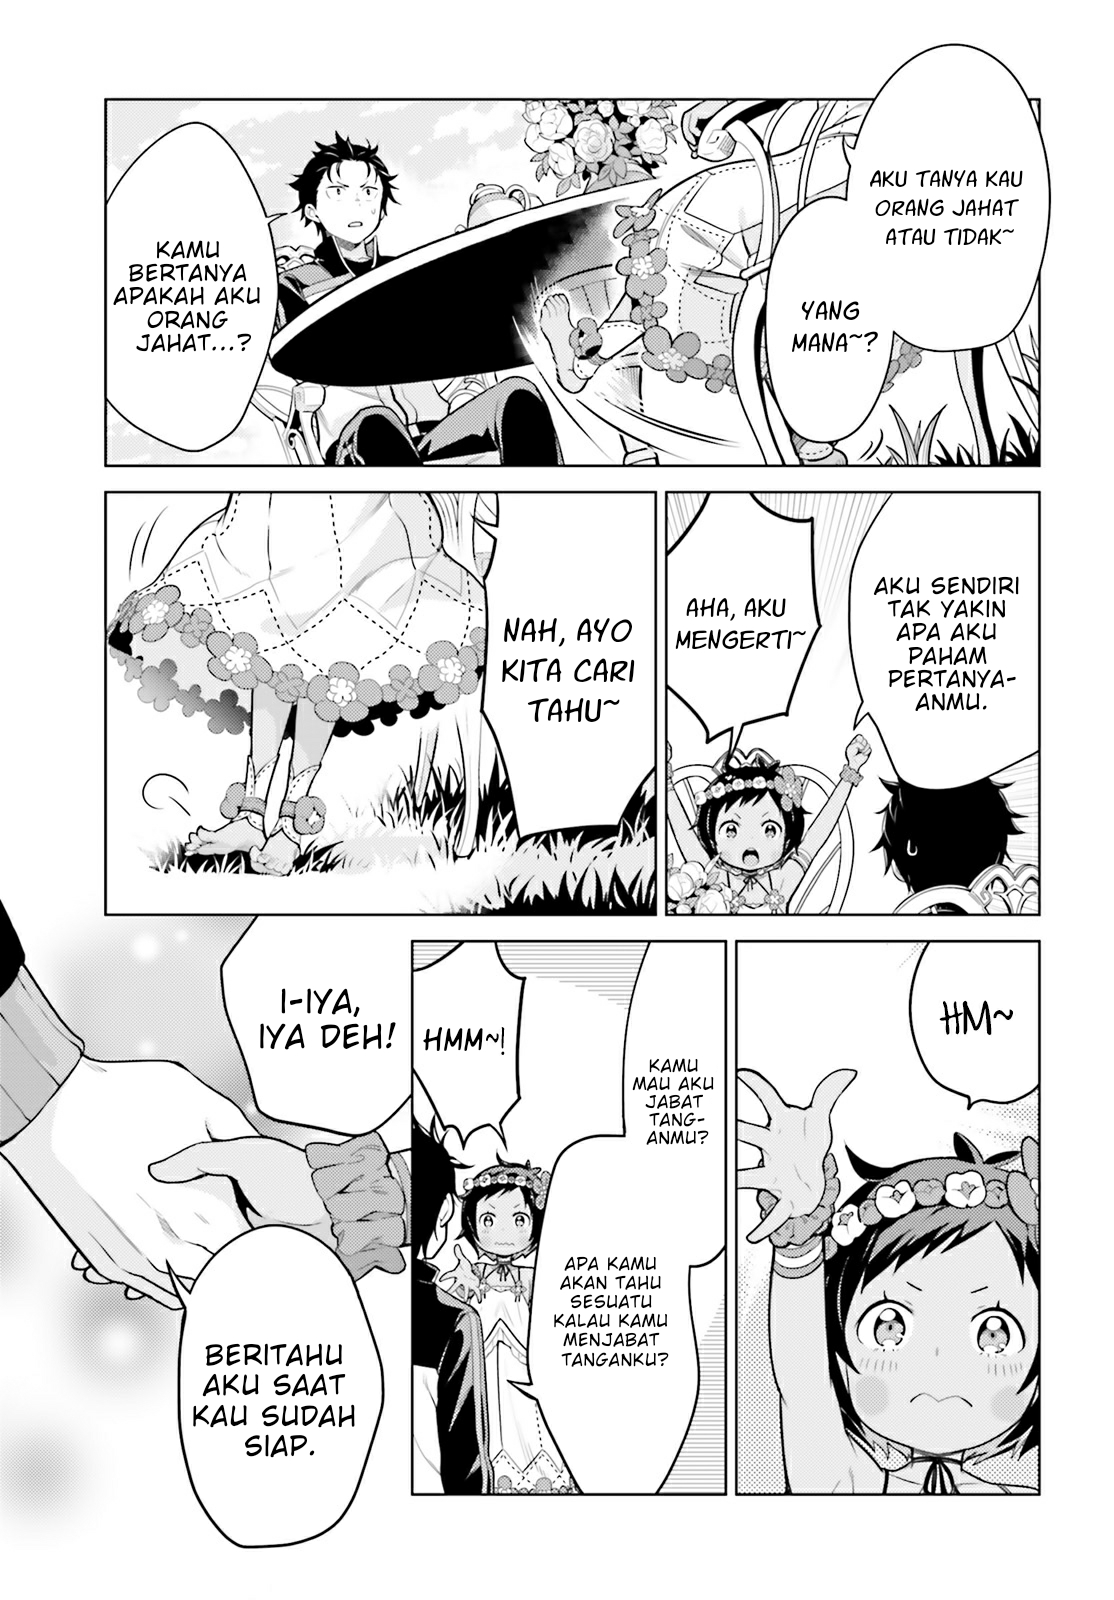 AKU TANYA KAU
ORANG JAHAT
ATAU TIDAK~
YANG
MANA~?
KAMU
BERTANYA
APAKAH AKU
ORANG
JAHAT...?
AKU SENDIRI
TAK YAKIN
APA AKU
PAHAM
PERTANYA-
ANMU.
AHA, AKU
MENGERTI~
NAH, AYO
KITA CARI
TAHU~
HM~
KAMU
MAU AKU
JABAT
TANG-
ANMU?
HMM~!
APA KAMU
AKAN TAHU
SESUATU
KALAU KAMU
MENJABAT
TANGANKU?
I-IYA,
IYA DEH!
BERITAHU
AKU SAAT
KAU SUDAH
SIAP.